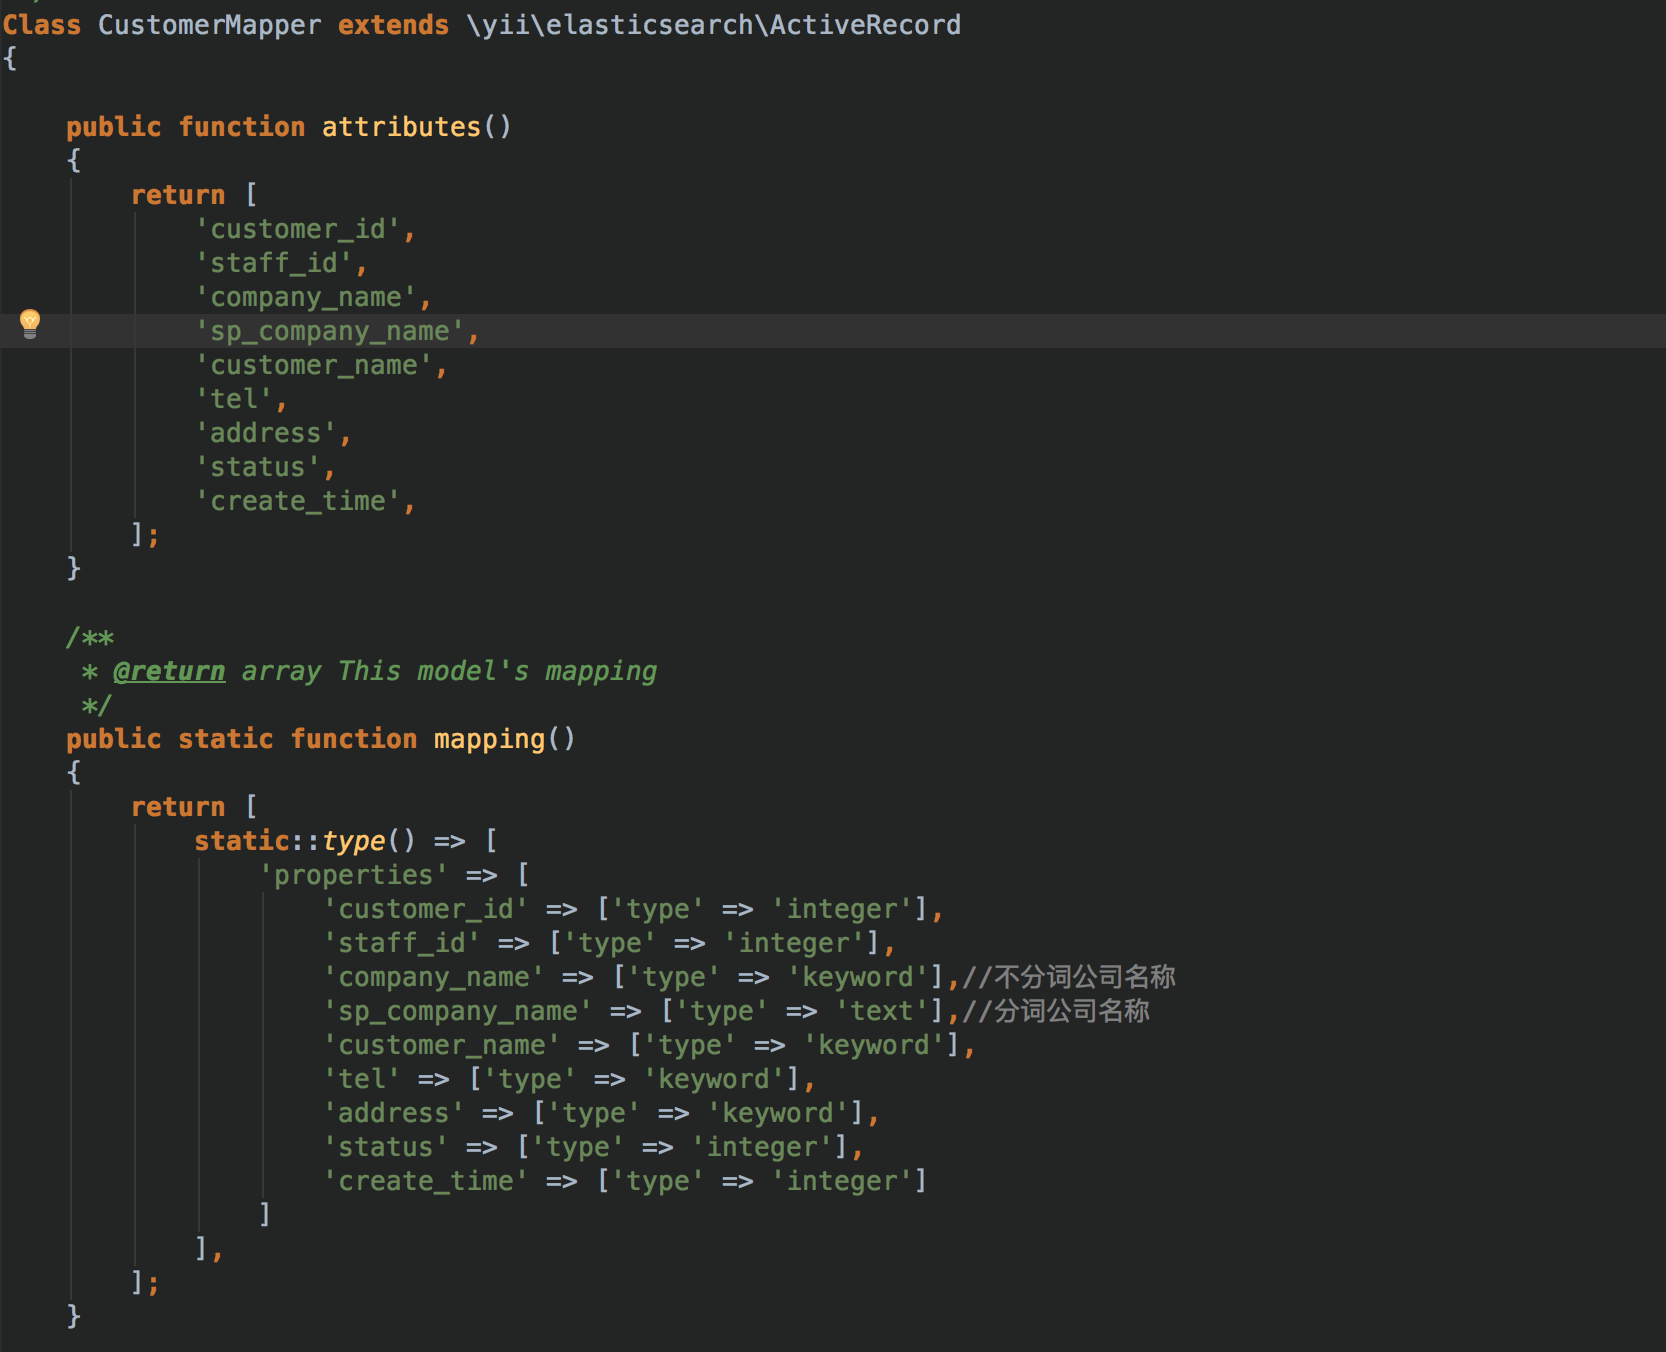 Class CustomerMapper extends \yii\elasticsearch\ActiveRecord
{
public function attributes()
{
return [
'customer_id',
'staff_id',
'company_name',
'sp_company_name',
'customer_name',
'tel',
'address',
'status',
'create_time',
];
}
/**
* @return array This model's mapping
*/
public static function mapping()
{
return [
static::type() => [
'properties' => [
'customer_id' => ['type' => 'integer'],
'staff_id' => ['type' => 'integer'],
'company_name' => ['type' => 'keyword'],//不分词公司名称
'sp_company_name' => ['type' => 'text'],//分词公司名称
'customer_name' => ['type' => 'keyword'],
'tel' => ['type' => 'keyword'],
'address' => ['type' => 'keyword'],
'status' => ['type' => 'integer'],
'create_time' => ['type' => 'integer']
]
],
];
}